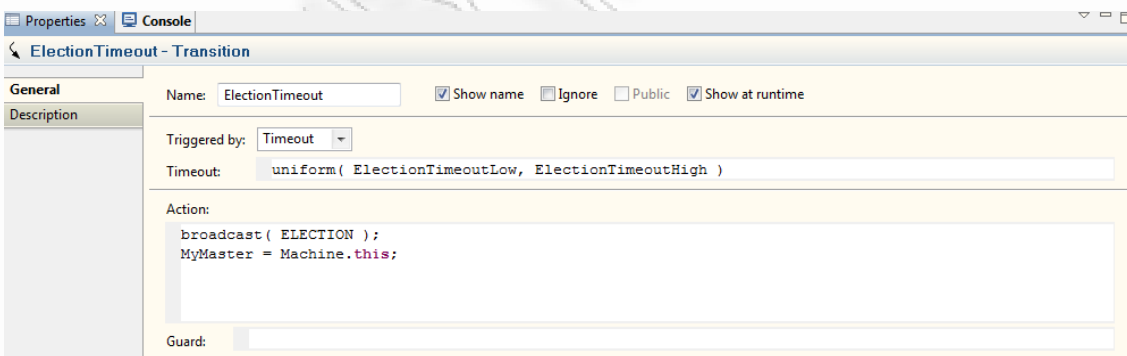 Properties Console
ElectionTimeout - Transition
General
Description
Name: ElectionTimeout Show name Ignore Public Show at runtime
Triggered by: Timeout
Timeout: uniform( ElectionTimeoutLow, ElectionTimeoutHigh )
Action:
broadcast( ELECTION );
MyMaster = Machine.this;
Guard: